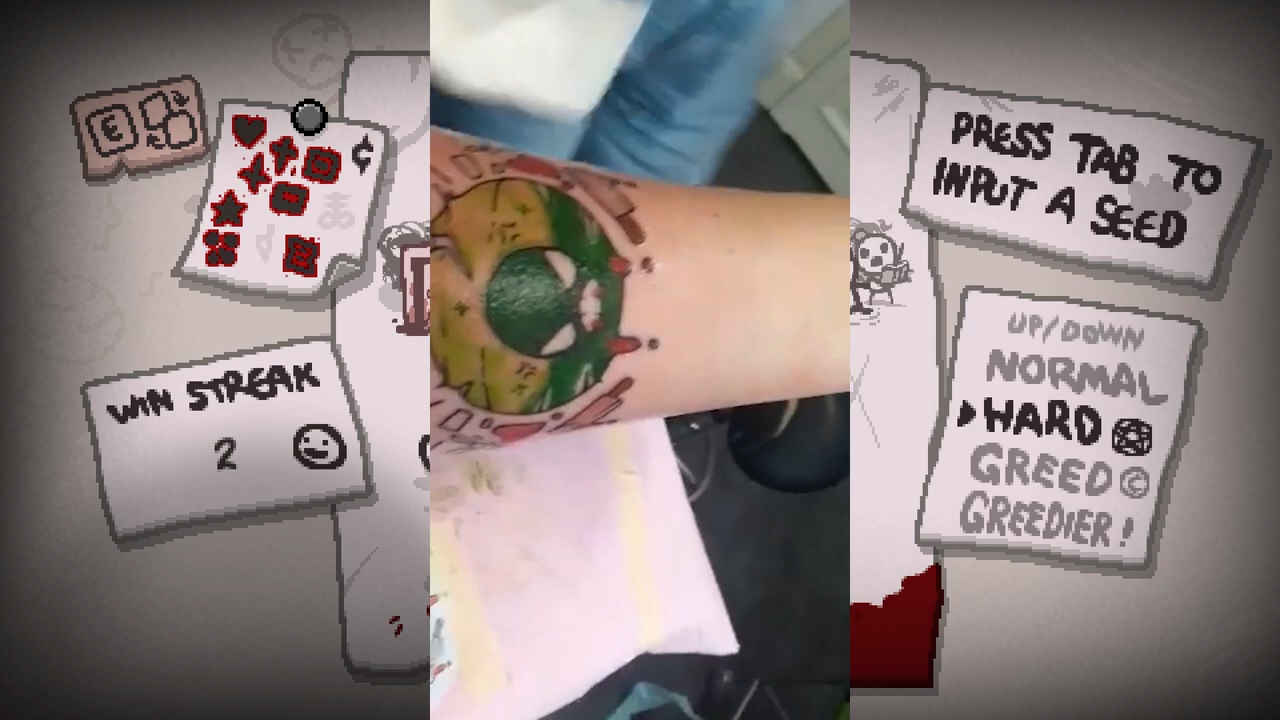 WIN STREAK
2
PRESS TAB TO
INPUT A SEED
UP/DOWN
NORMAL
HARD
GREED
GREEDIER!